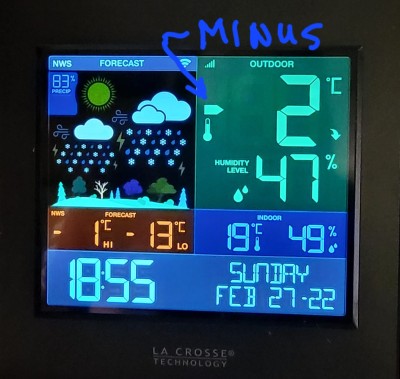 MINUS
NWS FORECAST
83%
PRECIP
OUTDOOR
-2°C
HUMIDITY
LEVEL
47%
NWS FORECAST
-1°C HI -13°C LO
INDOOR
19°C 49%
18:55
SUNDAY
FEB 27-22
LA CROSSE®
TECHNOLOGY